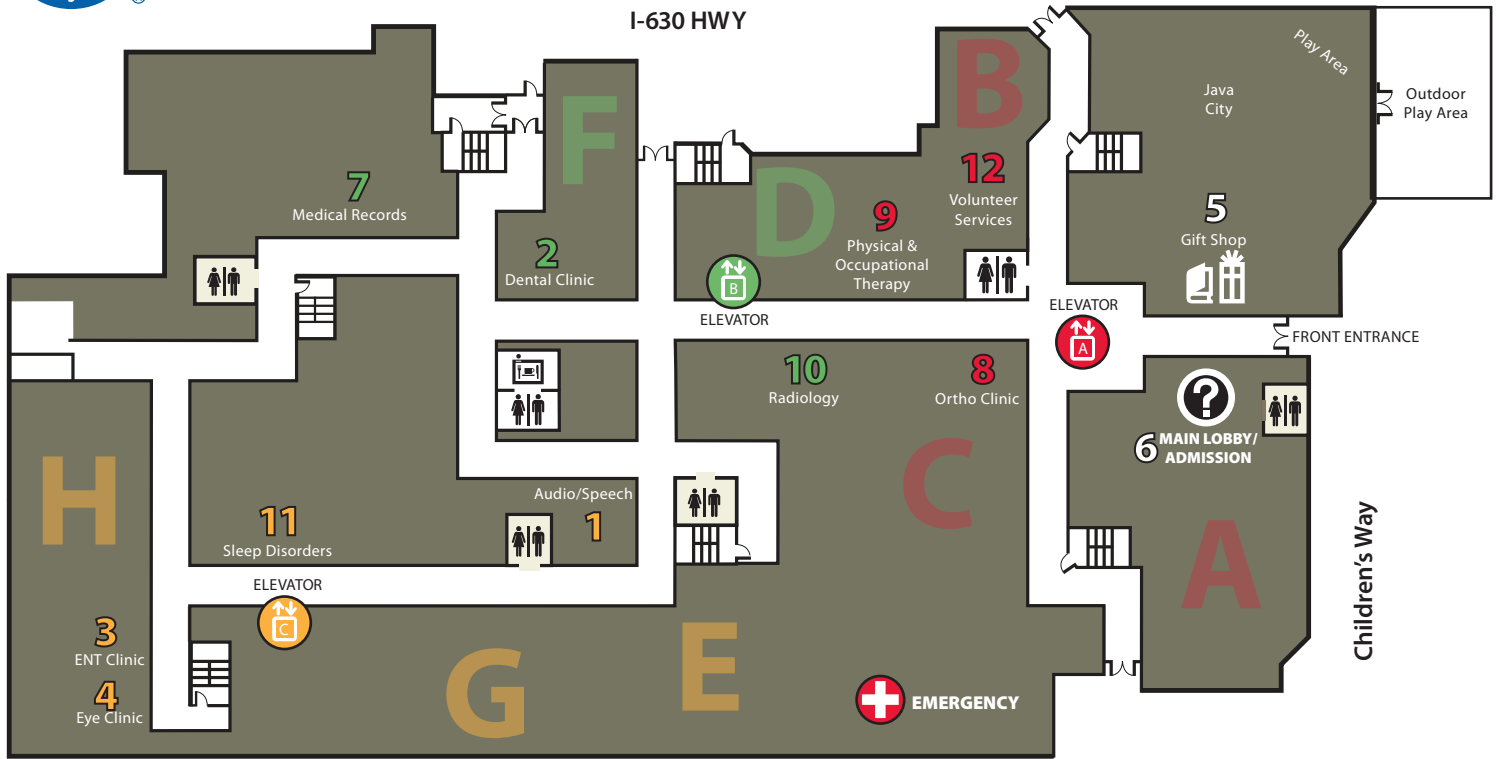 I-630 HWY
B
Play Area
Java
City
Outdoor
Play Area
F
7
Medical Records
D
12
Volunteer
Services
9
Physical &
Occupational
Therapy
5
Gift Shop
2
Dental Clinic
B
ELEVATOR
ELEVATOR
A
FRONT ENTRANCE
10
Radiology
8
Ortho Clinic
?
6 MAIN LOBBY/
ADMISSION
H
C
Audio/Speech
1
11
Sleep Disorders
A
Children's Way
ELEVATOR
C
3
ENT Clinic
4
Eye Clinic
G
E
EMERGENCY